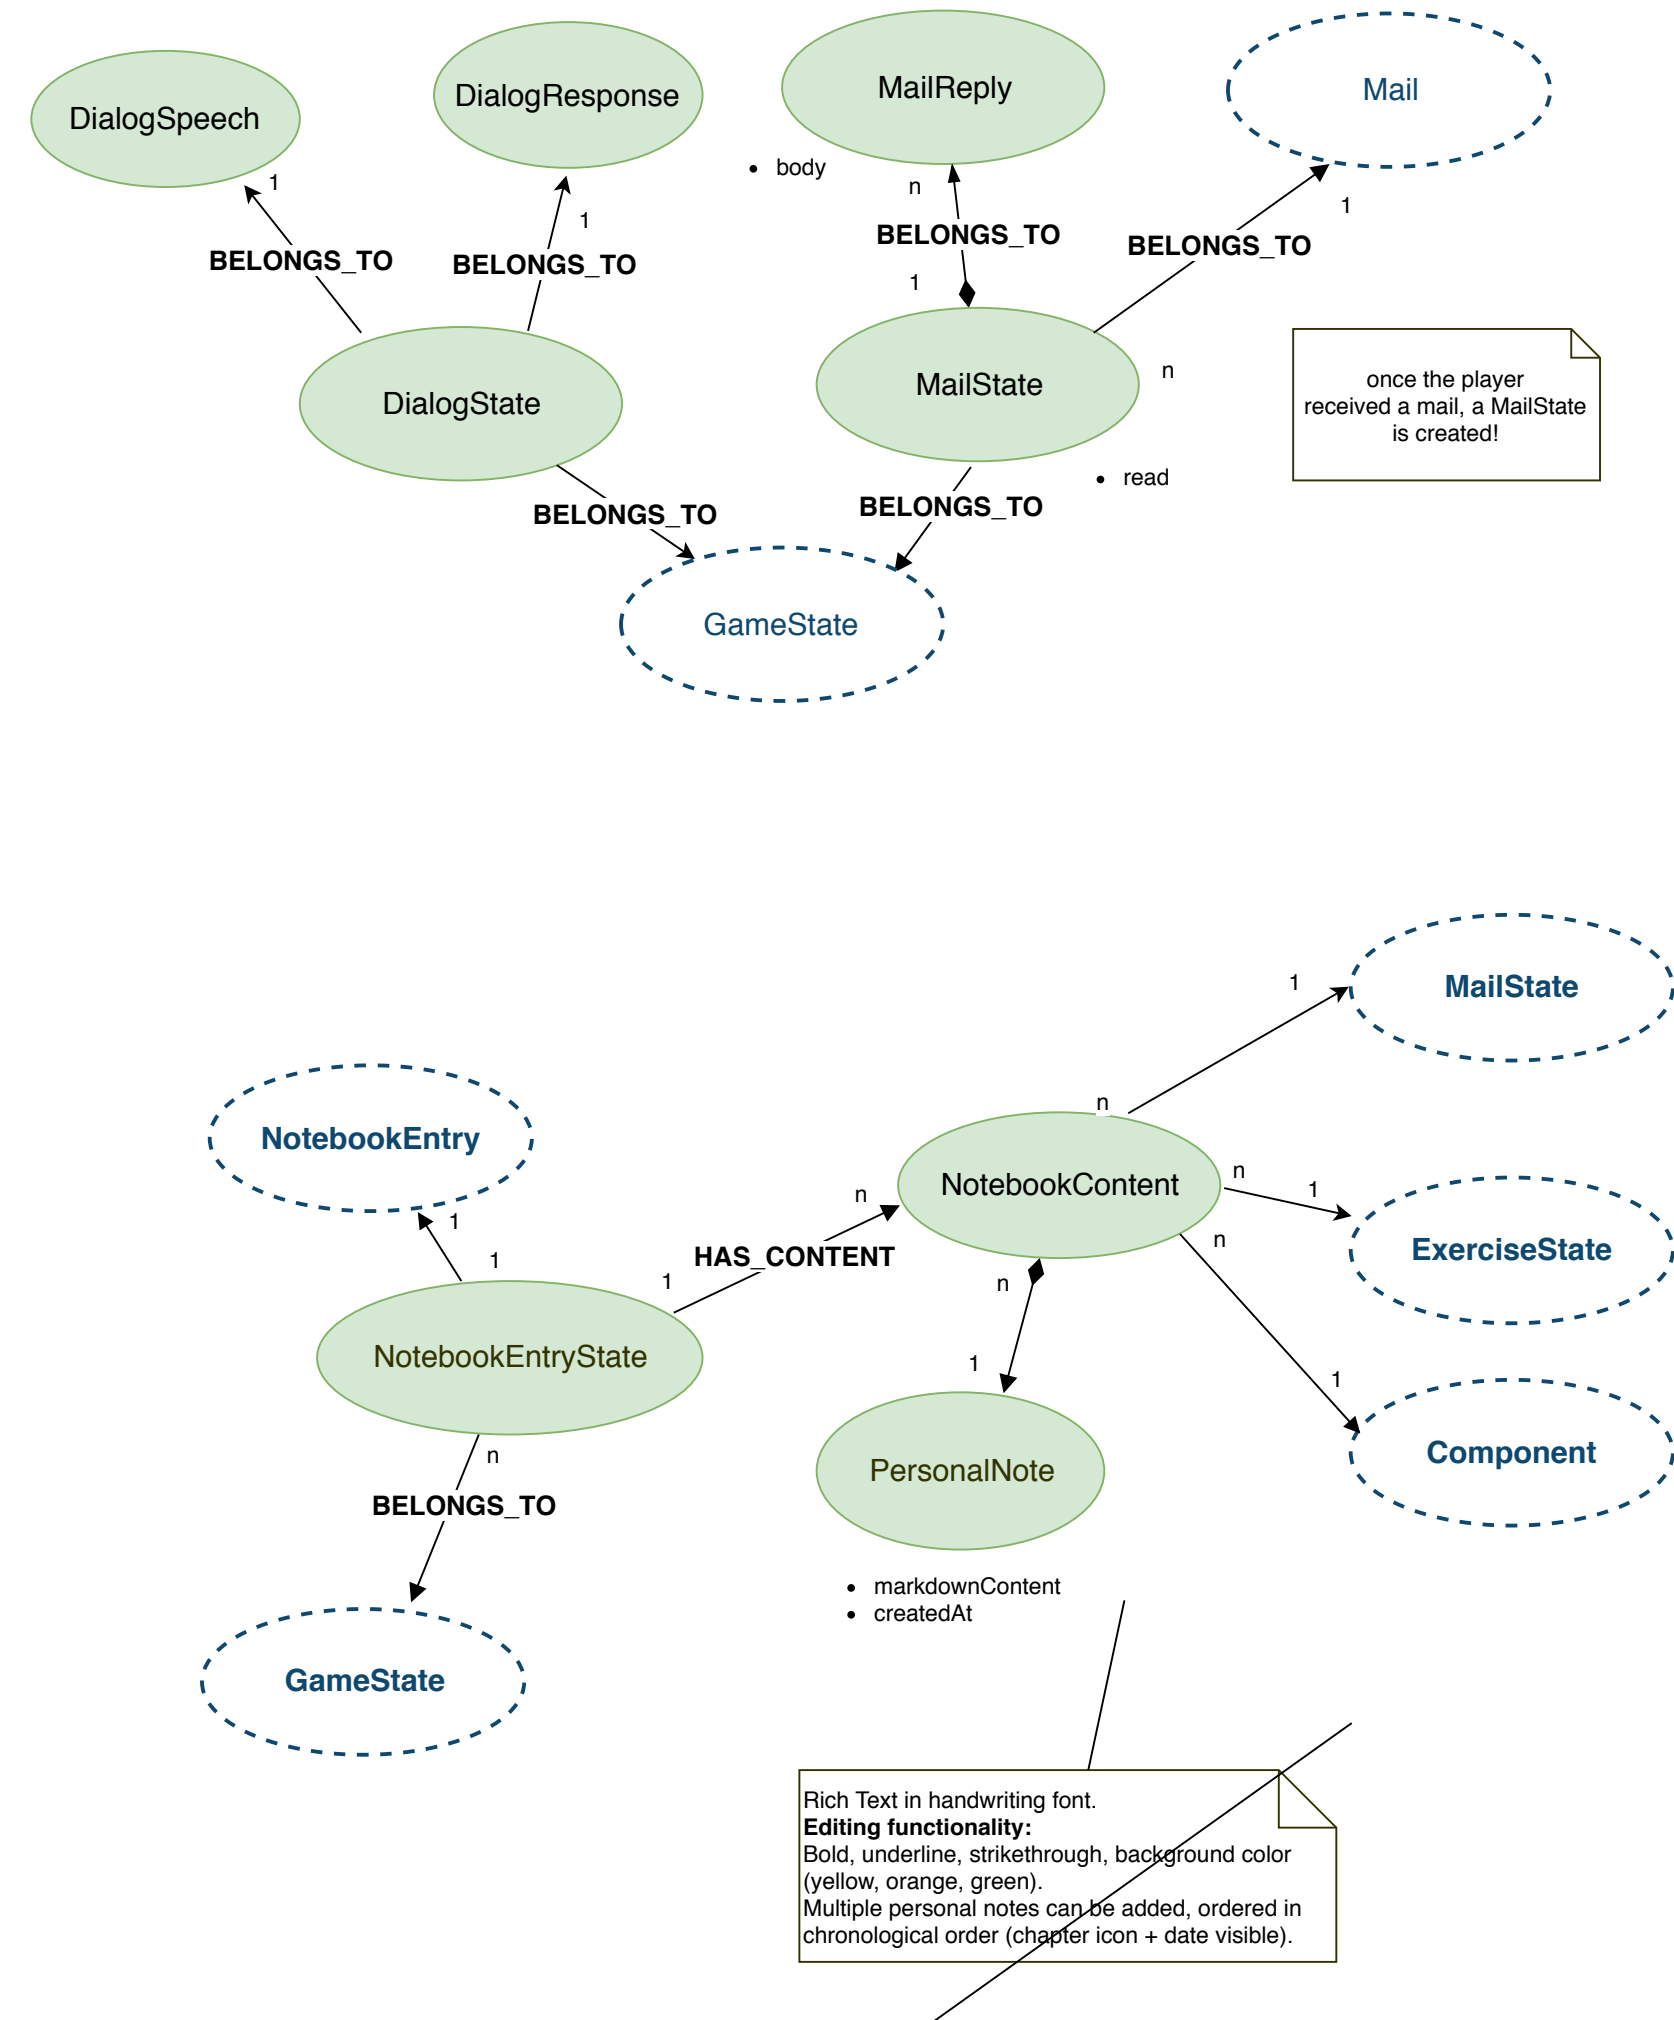 DialogSpeech
DialogResponse
MailReply
Mail
• body
1
1
n
1
BELONGS_TO
BELONGS_TO
BELONGS_TO
BELONGS_TO
1
DialogState
MailState
n
once the player
received a mail, a MailState
is created!
• read
BELONGS_TO
BELONGS_TO
GameState
MailState
1
n
NotebookEntry
NotebookContent
n
1
n
1
n
ExerciseState
HAS_CONTENT
1
1
n
NotebookEntryState
1
1
PersonalNote
Component
n
BELONGS_TO
• markdownContent
• createdAt
GameState
Rich Text in handwriting font.
Editing functionality:
Bold, underline, strikethrough, background color
(yellow, orange, green).
Multiple personal notes can be added, ordered in
chronological order (chapter icon + date visible).